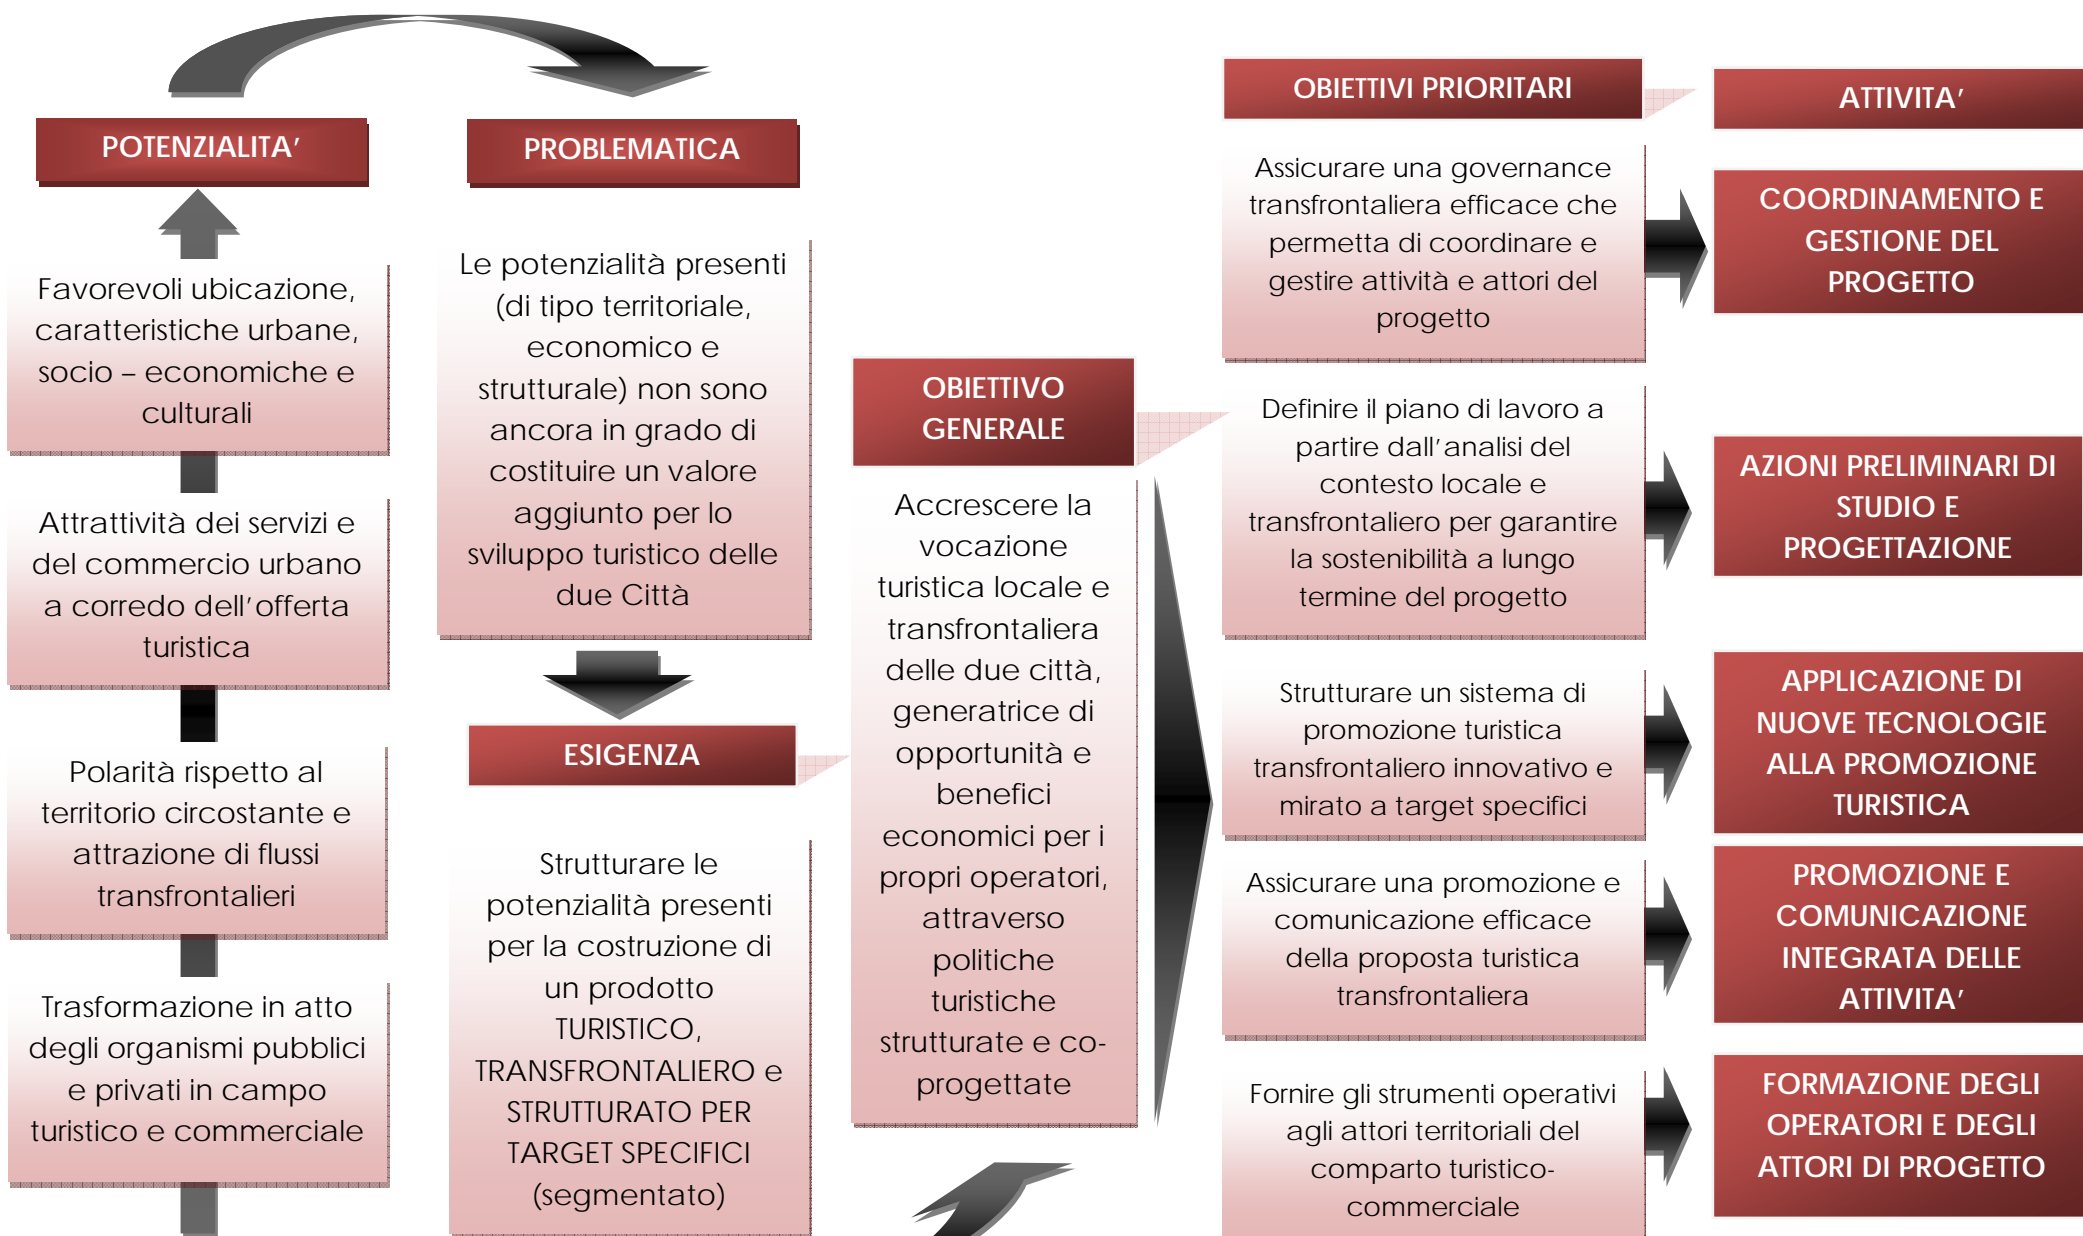 POTENZIALITA’
Favorevoli ubicazione,
caratteristiche urbane,
socio – economiche e
culturali
Attrattività dei servizi e
del commercio urbano
a corredo dell’offerta
turistica
Polarità rispetto al
territorio circostante e
attrazione di flussi
transfrontalieri
Trasformazione in atto
degli organismi pubblici
e privati in campo
turistico e commerciale
PROBLEMATICA
Le potenzialità presenti
(di tipo territoriale,
economico e
strutturale) non sono
ancora in grado di
costituire un valore
aggiunto per lo
sviluppo turistico delle
due Città
ESIGENZA
Strutturare le
potenzialità presenti
per la costruzione di
un prodotto
TURISTICO,
TRANSFRONTALIERO e
STRUTTURATO PER
TARGET SPECIFICI
(segmentato)
OBIETTIVO
GENERALE
Accrescere la
vocazione
turistica locale e
transfrontaliera
delle due città,
generatrice di
opportunità e
benefici
economici per i
propri operatori,
attraverso
politiche
turistiche
strutturate e co-
progettate
OBIETTIVI PRIORITARI
Assicurare una governance
transfrontaliera efficace che
permetta di coordinare e
gestire attività e attori del
progetto
Definire il piano di lavoro a
partire dall’analisi del
contesto locale e
transfrontaliero per garantire
la sostenibilità a lungo
termine del progetto
Strutturare un sistema di
promozione turistica
transfrontaliero innovativo e
mirato a target specifici
Assicurare una promozione e
comunicazione efficace
della proposta turistica
transfrontaliera
Fornire gli strumenti operativi
agli attori territoriali del
comparto turistico-
commerciale
ATTIVITA’
COORDINAMENTO E
GESTIONE DEL
PROGETTO
AZIONI PRELIMINARI DI
STUDIO E
PROGETTAZIONE
APPLICAZIONE DI
NUOVE TECNOLOGIE
ALLA PROMOZIONE
TURISTICA
PROMOZIONE E
COMUNICAZIONE
INTEGRATA DELLE
ATTIVITA’
FORMAZIONE DEGLI
OPERATORI E DEGLI
ATTORI DI PROGETTO